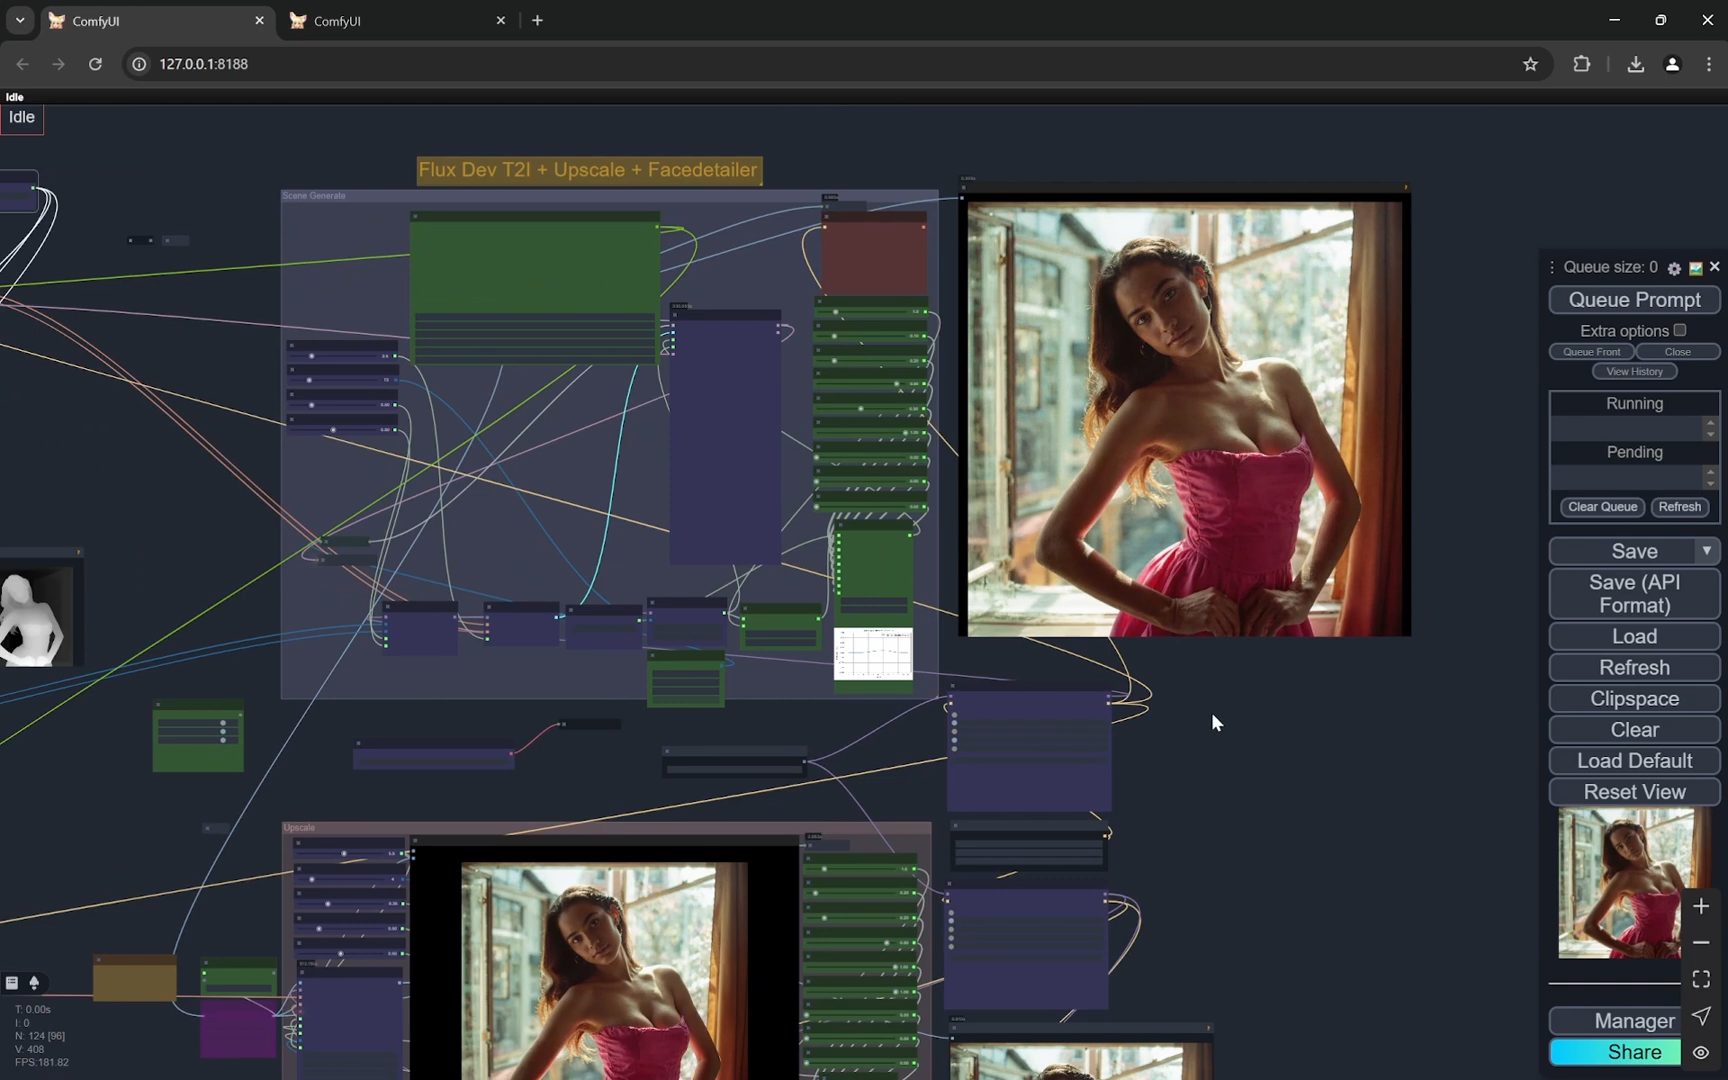 ComfyUI
ComfyUI
127.0.0.1:8188
Idle
Idle
Flux Dev T2I + Upscale + Facedetailer
Scene Generate
Queue size: 0
Queue Prompt
Extra options
Queue Front
Close
View History
Running
Pending
Clear Queue
Refresh
Save
Save (API
Format)
Load
Refresh
Clipspace
Clear
Load Default
Reset View
Upscale
Manager
Share
T: 0.00s
I: 0
N: 124 [96]
V: 408
FPS:181.82